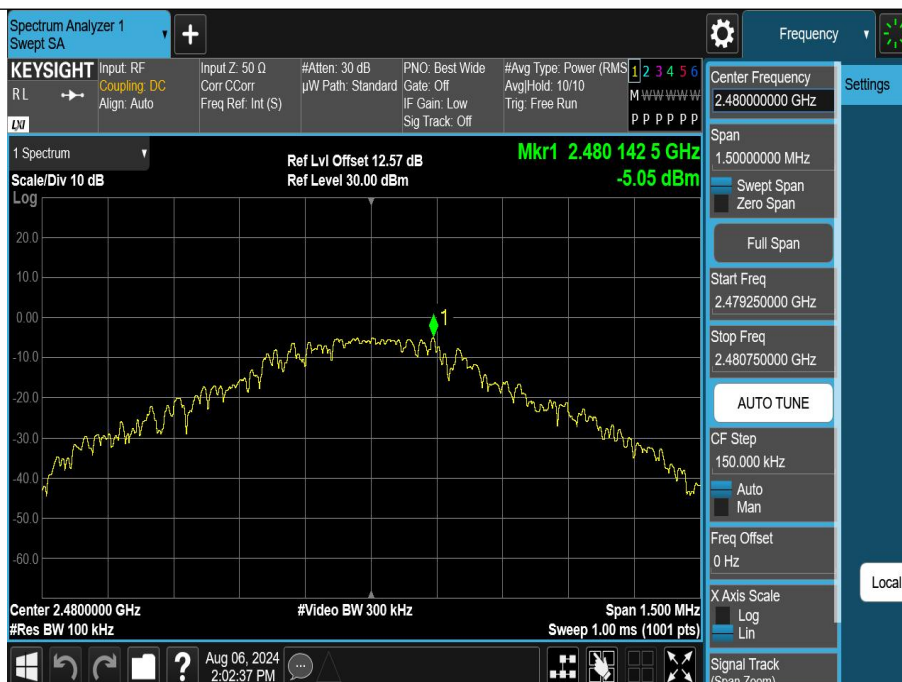 Spectrum Analyzer 1
Swept SA
Frequency
KEYSIGHT
R L
LXI
Input: RF
Coupling: DC
Align: Auto
Input Z: 50 Ω
Corr CCorr
Freq Ref: Int (S)
#Atten: 30 dB
µW Path: Standard
PNO: Best Wide
Gate: Off
IF Gain: Low
Sig Track: Off
#Avg Type: Power (RMS
Avg|Hold: 10/10
Trig: Free Run
1 2 3 4 5 6
M W W W W W
P P P P P P
1 Spectrum
Scale/Div 10 dB
Log
Ref Lvl Offset 12.57 dB
Ref Level 30.00 dBm
Mkr1 2.480 142 5 GHz
-5.05 dBm
20.0
10.0
0.00
-10.0
-20.0
-30.0
-40.0
-50.0
-60.0
1
Center 2.4800000 GHz
#Res BW 100 kHz
#Video BW 300 kHz
Span 1.500 MHz
Sweep 1.00 ms (1001 pts)
Aug 06, 2024
2:02:37 PM
?
Center Frequency
2.480000000 GHz
Span
1.50000000 MHz
Swept Span
Zero Span
Full Span
Start Freq
2.479250000 GHz
Stop Freq
2.480750000 GHz
AUTO TUNE
CF Step
150.000 kHz
Auto
Man
Freq Offset
0 Hz
X Axis Scale
Log
Lin
Signal Track
(Span Zoom)
Settings
Local